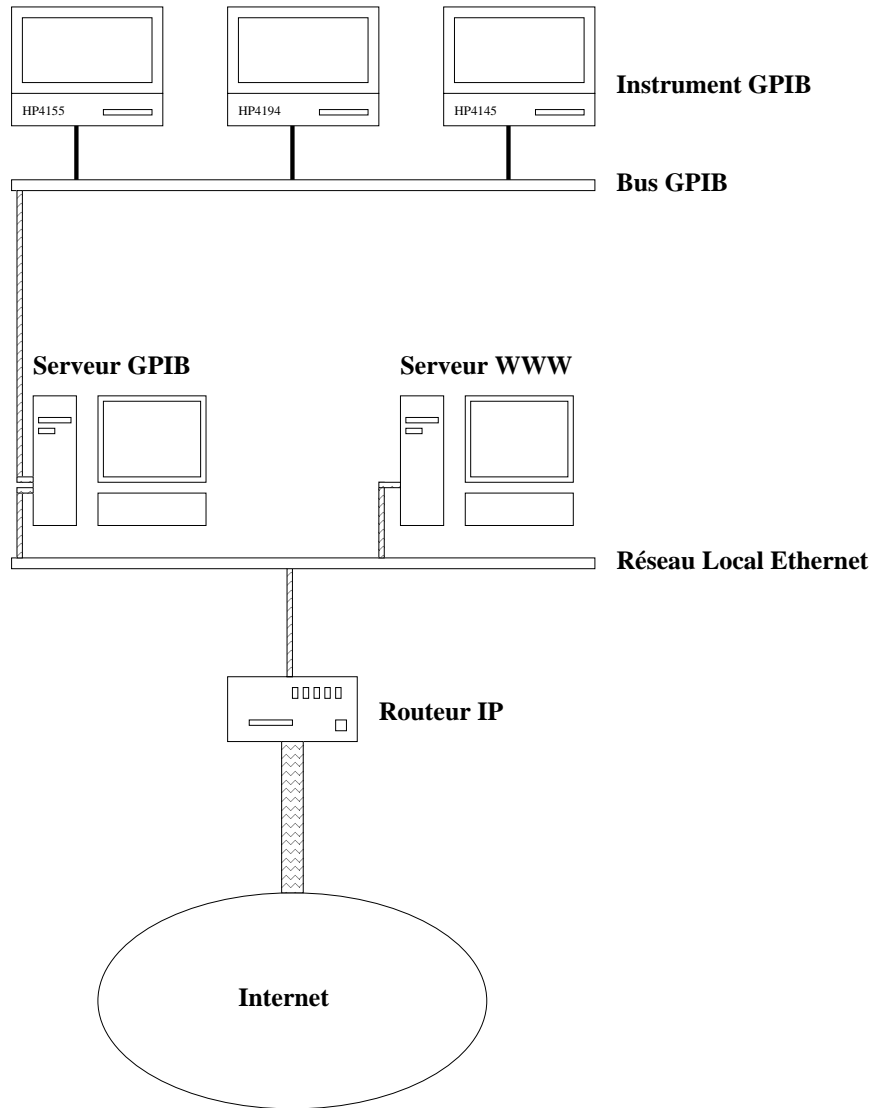 HP4155
HP4194
HP4145
Instrument GPIB
Bus GPIB
Serveur GPIB
Serveur WWW
Réseau Local Ethernet
Routeur IP
Internet